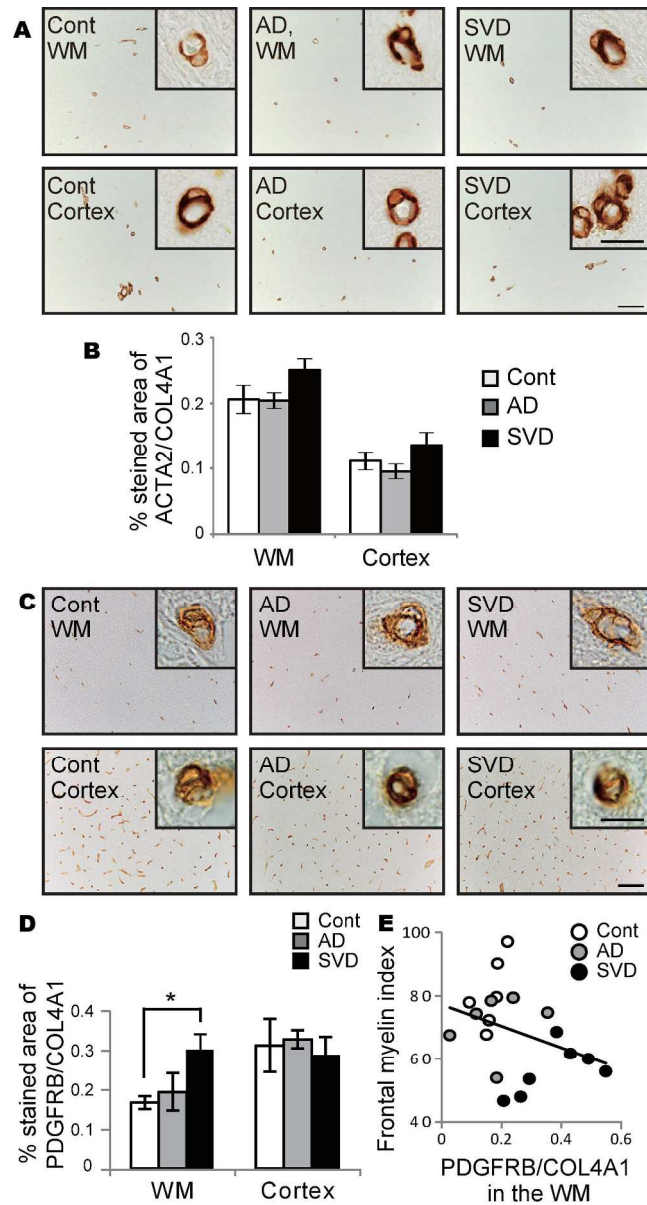 A
Cont
WM
AD,
WM
SVD
WM
Cont
Cortex
AD
Cortex
SVD
Cortex
B
% steined area of
ACTA2/COL4A1
0.3
0.2
0.1
0
WM
Cortex
Cont
AD
SVD
C
Cont
WM
AD
WM
SVD
WM
Cont
Cortex
AD
Cortex
SVD
Cortex
D
% stained area of
PDGFRB/COL4A1
0.4
0.3
0.2
0.1
0
*
WM
Cortex
Cont
AD
SVD
E
Frontal myelin index
100
80
60
40
0
0.2
0.4
0.6
PDGFRB/COL4A1
in the WM
Cont
AD
SVD